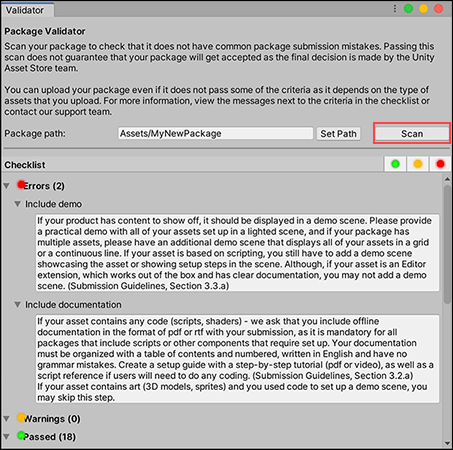 Validator
Package Validator
Scan your package to check that it does not have common package submission mistakes. Passing this
scan does not guarantee that your package will get accepted as the final decision is made by the Unity
Asset Store team.
You can upload your package even if it does not pass some of the criteria as it depends on the type of
assets that you upload. For more information, view the messages next to the criteria in the checklist or
contact our support team.
Package path: Assets/MyNewPackage Set Path Scan
Checklist
Errors (2)
Include demo
If your product has content to show off, it should be displayed in a demo scene. Please provide
a practical demo with all of your assets set up in a lighted scene, and if your package has
multiple assets, please have an additional demo scene that displays all of your assets in a grid
or a continuous line. If your asset is based on scripting, you still have to add a demo scene
showcasing the asset or showing setup steps in the scene. Although, if your asset is an Editor
extension, which works out of the box and has clear documentation, you may not add a demo
scene. (Submission Guidelines, Section 3.3.a)
Include documentation
If your asset contains any code (scripts, shaders) - we ask that you include offline
documentation in the format of pdf or rtf with your submission, as it is mandatory for all
packages that include scripts or other components that require set up. Your documentation
must be organized with a table of contents and numbered, written in English and have no
grammar mistakes. Create a setup guide with a step-by-step tutorial (pdf or video), as well as a
script reference if users will need to do any coding. (Submission Guidelines, Section 3.2.a)
If your asset contains art (3D models, sprites) and you used code to set up a demo scene, you
may skip this step.
Warnings (0)
Passed (18)